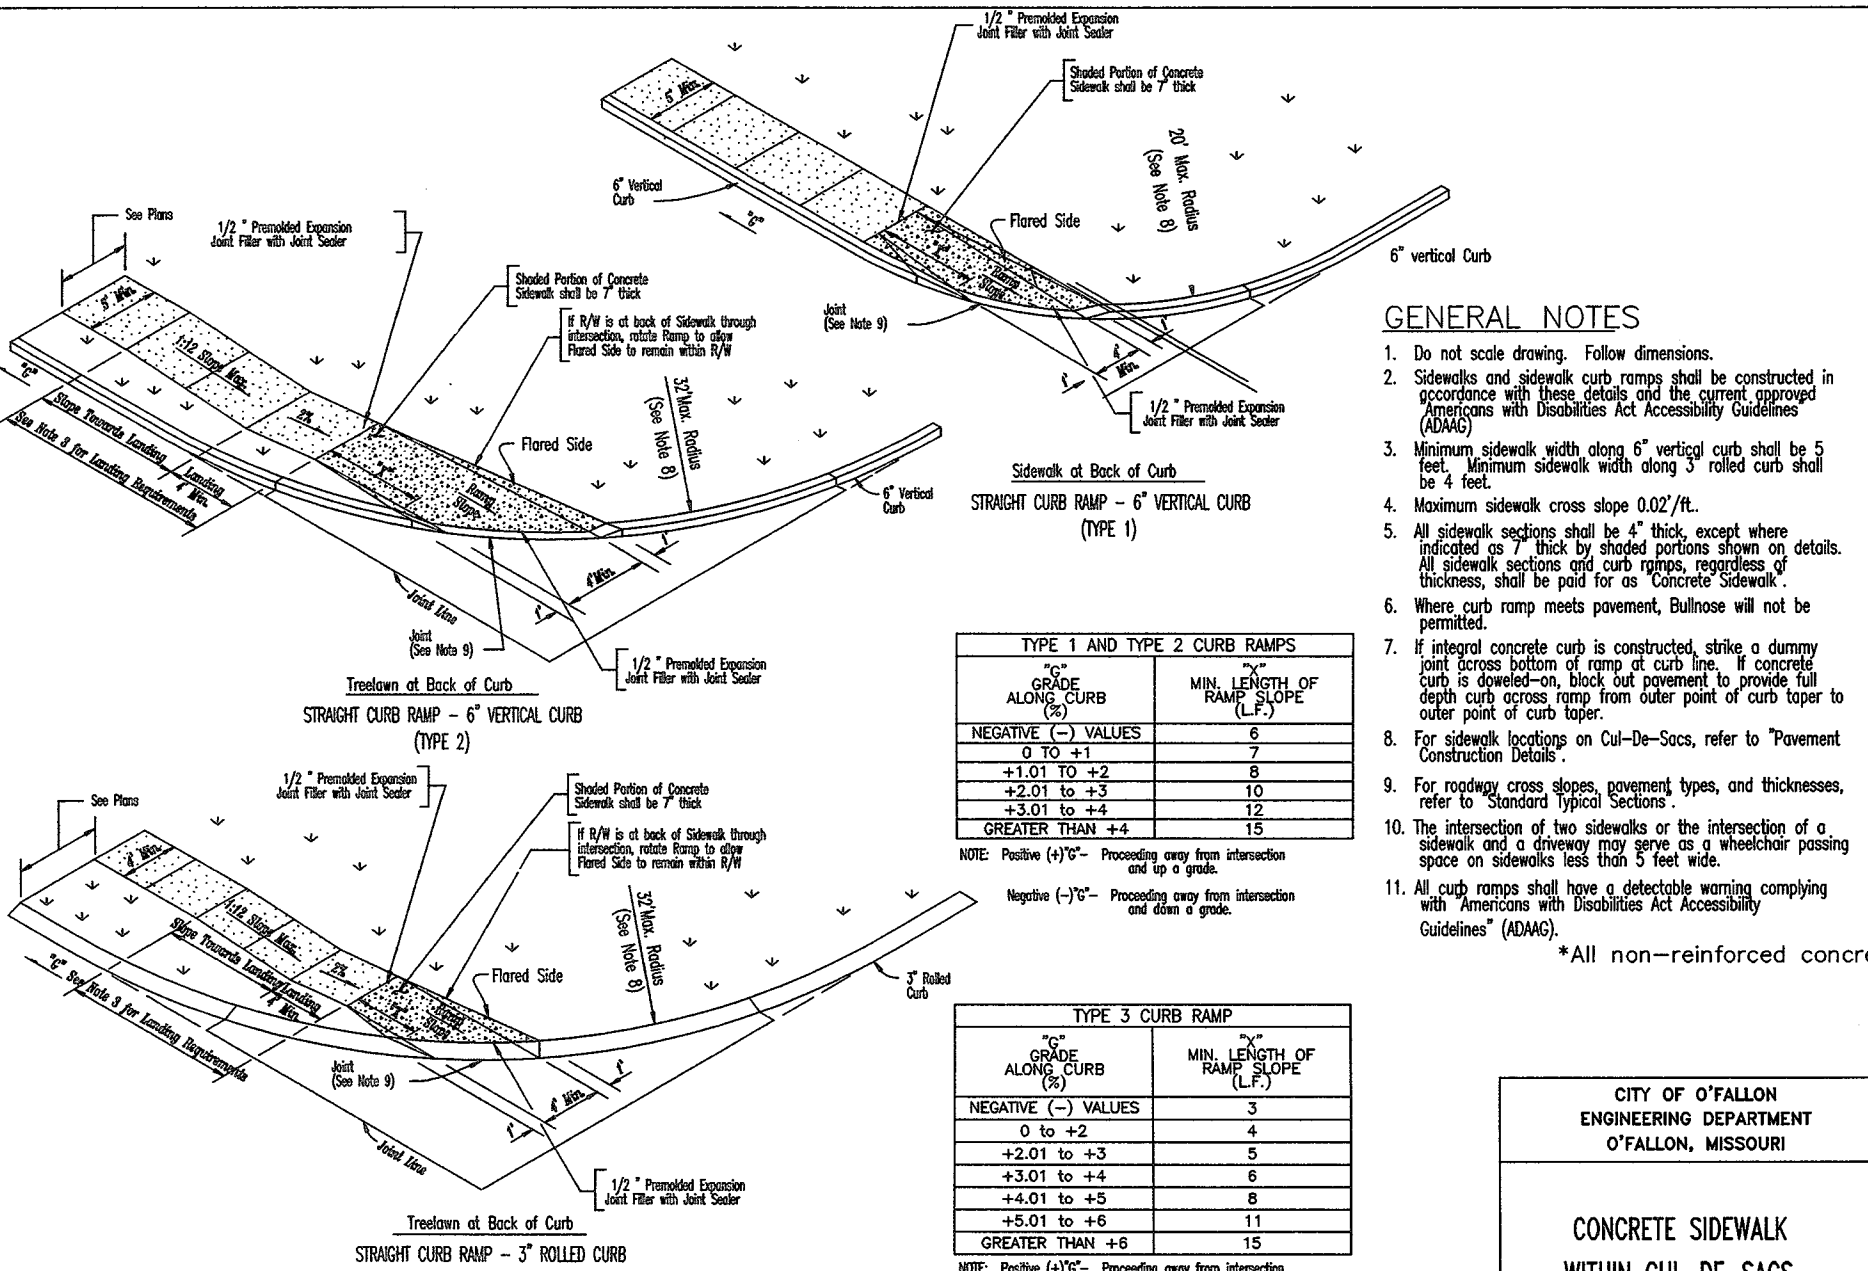 1/2 " Premolded Expansion
Joint Filler with Joint Sealer
Shaded Portion of Concrete
Sidewalk shall be 7" thick
5' Min.
20' Max. Radius
(See Note 8)
6" Vertical
Curb
"G"
Flared Side
"X"
Ramp
Slope
6" vertical Curb
Joint
(See Note 9)
1'
4'
Min.
1'
1/2 " Premolded Expansion
Joint Filler with Joint Sealer
Sidewalk at Back of Curb
STRAIGHT CURB RAMP - 6" VERTICAL CURB
(TYPE 1)
See Plans
1/2 " Premolded Expansion
Joint Filler with Joint Sealer
Shaded Portion of Concrete
Sidewalk shall be 7" thick
If R/W is at back of Sidewalk through
intersection, rotate Ramp to allow
Flared Side to remain within R/W
5' Min.
1:12 Slope Max.
2%
"G"
Slope Towards Landing
Landing
4' Min.
See Note 3 for Landing Requirements
32'Max. Radius
(See Note 8)
Flared Side
"X"
Ramp
Slope
6" Vertical
Curb
1'
4'Min.
1'
Joint Line
Joint
(See Note 9)
1/2 " Premolded Expansion
Joint Filler with Joint Sealer
Treelawn at Back of Curb
STRAIGHT CURB RAMP - 6" VERTICAL CURB
(TYPE 2)
See Plans
1/2 " Premolded Expansion
Joint Filler with Joint Sealer
Shaded Portion of Concrete
Sidewalk shall be 7" thick
If R/W is at back of Sidewalk through
intersection, rotate Ramp to allow
Flared Side to remain within R/W
4' Min.
1:12 Slope Max.
2%
Slope Towards Landing
Landing
4' Min.
"G" See Note 3 for Landing Requirements
32'Max. Radius
(See Note 8)
Flared Side
"X"
Ramp
Slope
3" Rolled
Curb
Joint
(See Note 9)
1'
4' Min.
1'
Joint Line
1/2 " Premolded Expansion
Joint Filler with Joint Sealer
Treelawn at Back of Curb
STRAIGHT CURB RAMP - 3" ROLLED CURB
TYPE 1 AND TYPE 2 CURB RAMPS
"G" "X"
GRADE MIN. LENGTH OF
ALONG CURB RAMP SLOPE
(%) (L.F.)
NEGATIVE (-) VALUES 6
0 TO +1 7
+1.01 TO +2 8
+2.01 to +3 10
+3.01 to +4 12
GREATER THAN +4 15
NOTE: Positive (+)"G"- Proceeding away from intersection
and up a grade.
Negative (-)"G"- Proceeding away from intersection
and down a grade.
TYPE 3 CURB RAMP
"G" "X"
GRADE MIN. LENGTH OF
ALONG CURB RAMP SLOPE
(%) (L.F.)
NEGATIVE (-) VALUES 3
0 to +2 4
+2.01 to +3 5
+3.01 to +4 6
+4.01 to +5 8
+5.01 to +6 11
GREATER THAN +6 15
NOTE: Positive (+)"G"- Proceeding away from intersection
GENERAL NOTES
1. Do not scale drawing. Follow dimensions.
2. Sidewalks and sidewalk curb ramps shall be constructed in
accordance with these details and the current approved
"Americans with Disabilities Act Accessibility Guidelines"
(ADAAG)
3. Minimum sidewalk width along 6" vertical curb shall be 5
feet. Minimum sidewalk width along 3" rolled curb shall
be 4 feet.
4. Maximum sidewalk cross slope 0.02'/ft..
5. All sidewalk sections shall be 4" thick, except where
indicated as 7" thick by shaded portions shown on details.
All sidewalk sections and curb ramps, regardless of
thickness, shall be paid for as "Concrete Sidewalk".
6. Where curb ramp meets pavement, Bullnose will not be
permitted.
7. If integral concrete curb is constructed, strike a dummy
joint across bottom of ramp at curb line. If concrete
curb is doweled-on, block out pavement to provide full
depth curb across ramp from outer point of curb taper to
outer point of curb taper.
8. For sidewalk locations on Cul-De-Sacs, refer to "Pavement
Construction Details".
9. For roadway cross slopes, pavement types, and thicknesses,
refer to "Standard Typical Sections".
10. The intersection of two sidewalks or the intersection of a
sidewalk and a driveway may serve as a wheelchair passing
space on sidewalks less than 5 feet wide.
11. All curb ramps shall have a detectable warning complying
with "Americans with Disabilities Act Accessibility
Guidelines" (ADAAG).
*All non-reinforced concre
CITY OF O'FALLON
ENGINEERING DEPARTMENT
O'FALLON, MISSOURI
CONCRETE SIDEWALK
WITHIN CUL-DE-SACS